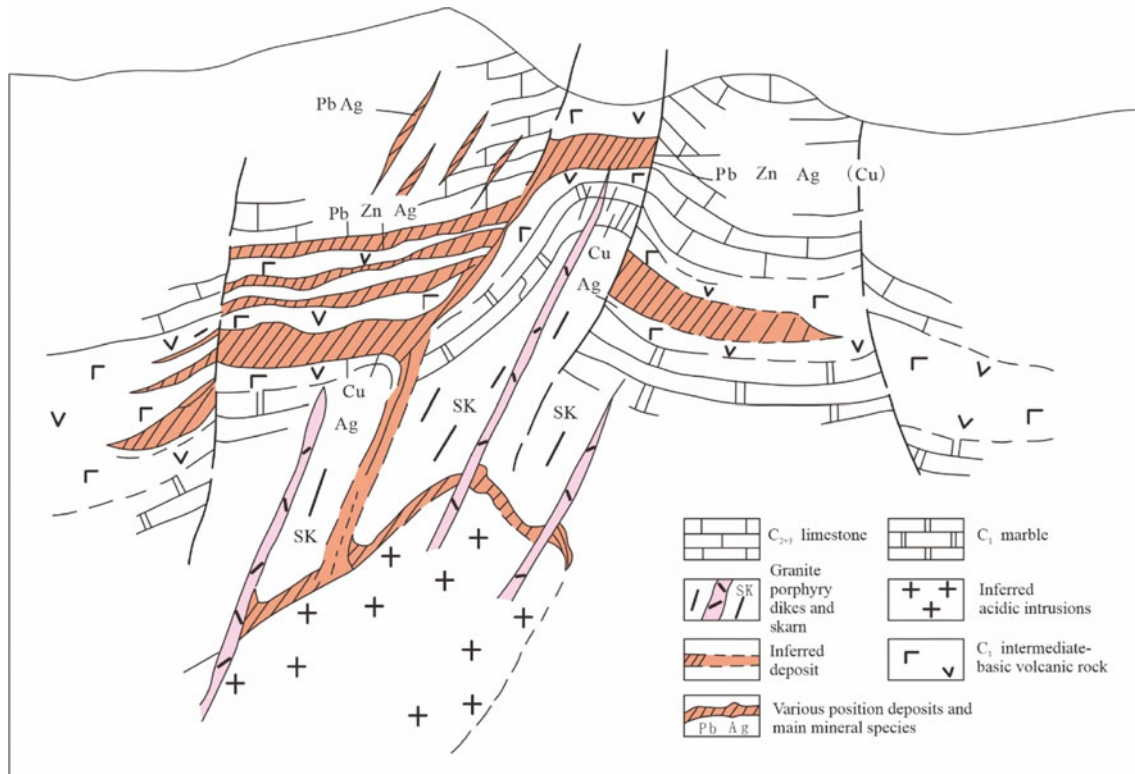 Pb Ag
Pb Zn Ag (Cu)
Pb Zn Ag
Cu
Ag
Cu
Ag
SK
SK
SK
C₂₊₃ limestone
C₁ marble
SK
Granite
porphyry
dikes and
skarn
Inferred
acidic intrusions
Inferred
deposit
C₁ intermediate-
basic volcanic rock
Pb Ag
Various position deposits and
main mineral species